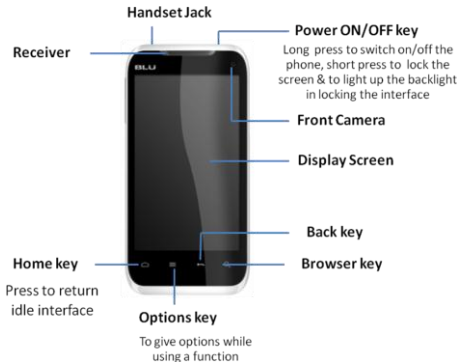 Handset Jack
Power ON/OFF key
Long press to switch on/off the
phone, short press to lock the
screen & to light up the backlight
in locking the interface
Receiver
BLU
Front Camera
Display Screen
Back key
Home key
Press to return
idle interface
Browser key
Options key
To give options while
using a function